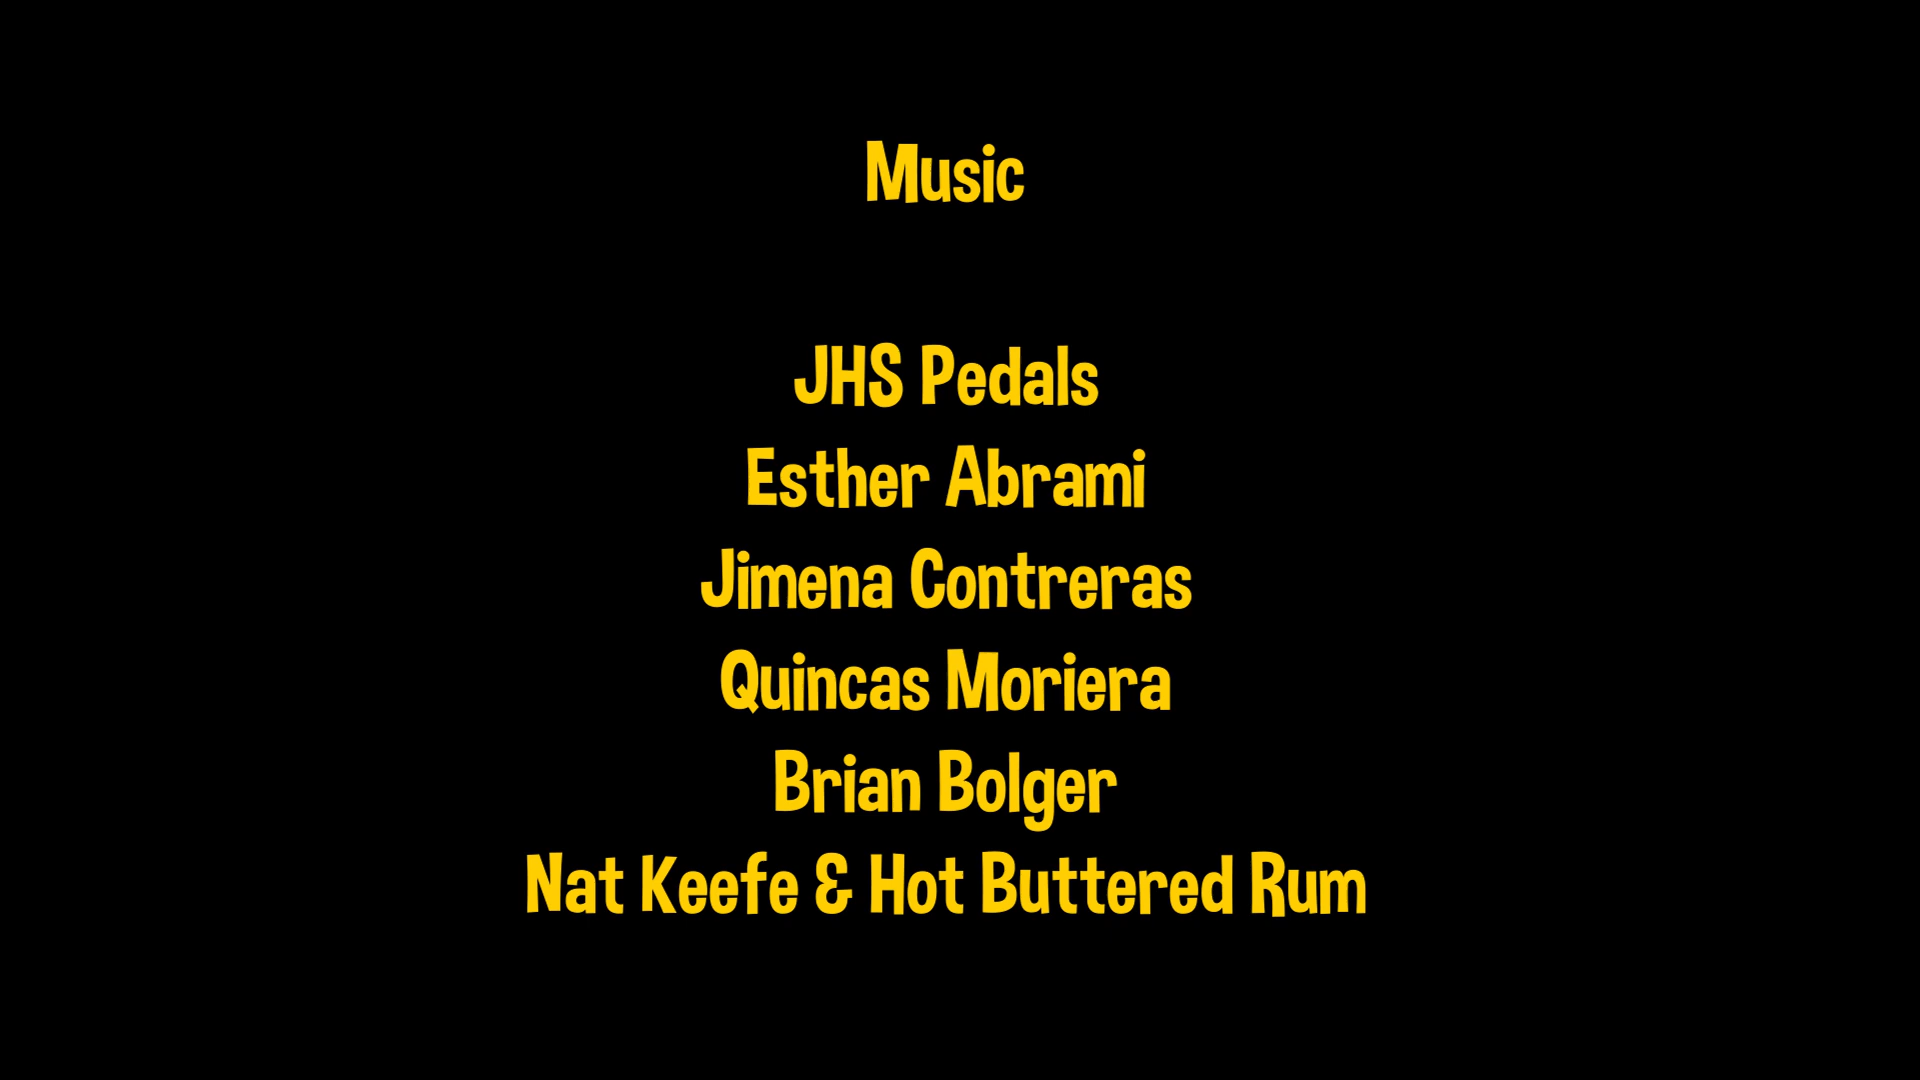 Music
JHS Pedals
Esther Abrami
Jimena Contreras
Quincas Moriera
Brian Bolger
Nat Keefe & Hot Buttered Rum